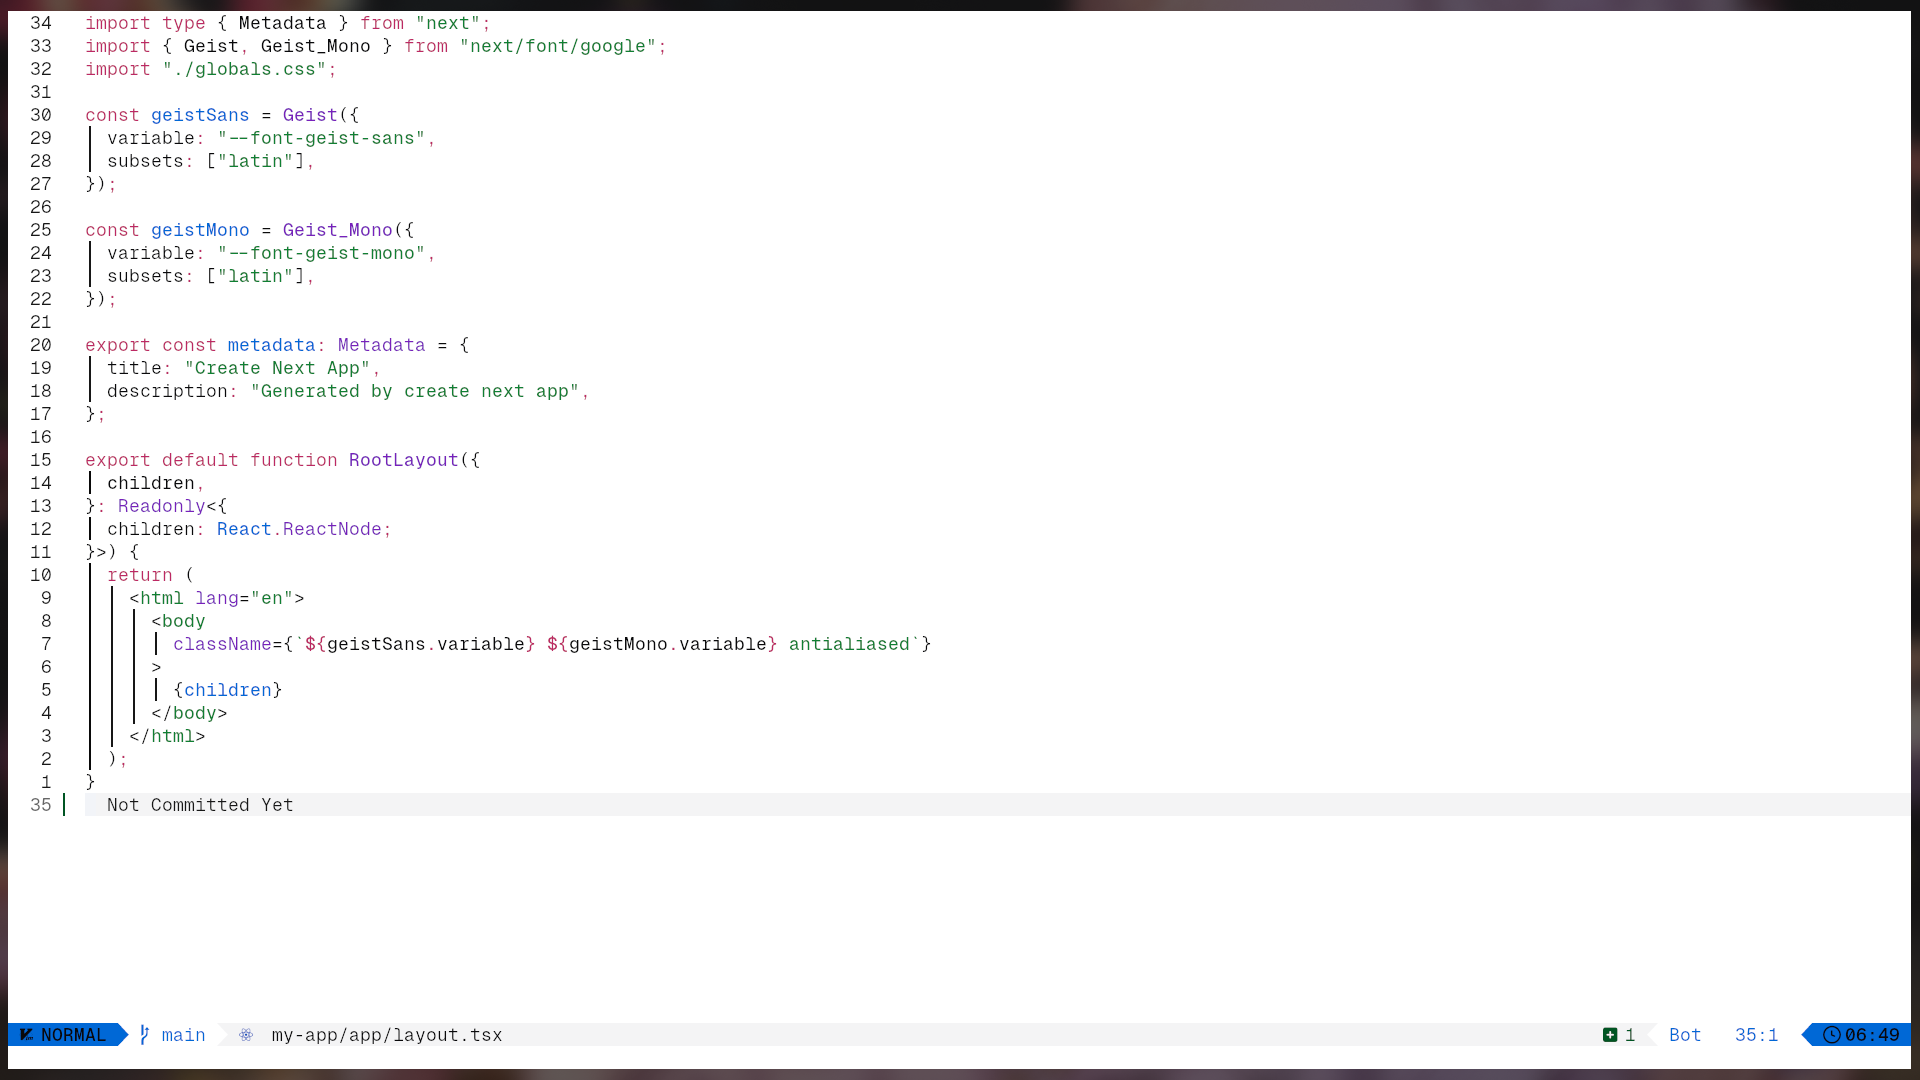 34 import type { Metadata } from "next";
33 import { Geist, Geist_Mono } from "next/font/google";
32 import "./globals.css";
31
30 const geistSans = Geist({
29   variable: "--font-geist-sans",
28   subsets: ["latin"],
27 });
26
25 const geistMono = Geist_Mono({
24   variable: "--font-geist-mono",
23   subsets: ["latin"],
22 });
21
20 export const metadata: Metadata = {
19   title: "Create Next App",
18   description: "Generated by create next app",
17 };
16
15 export default function RootLayout({
14   children,
13 }: Readonly<{
12   children: React.ReactNode;
11 }>) {
10   return (
9     <html lang="en">
8       <body
7         className={`${geistSans.variable} ${geistMono.variable} antialiased`}
6       >
5         {children}
4       </body>
3     </html>
2   );
1 }
35   Not Committed Yet
NORMAL main my-app/app/layout.tsx 1 Bot 35:1 06:49